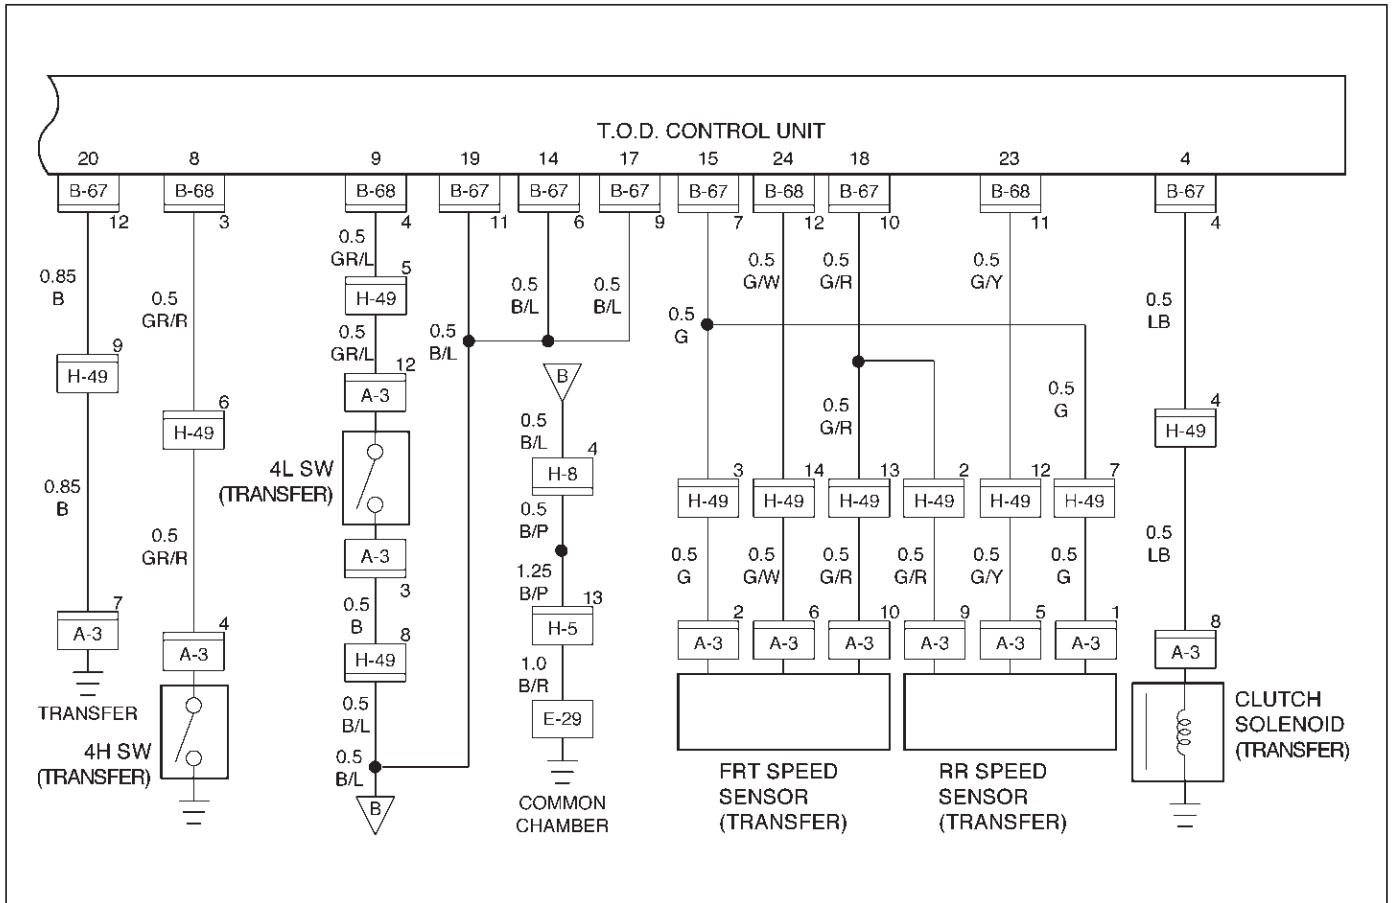 T.O.D. CONTROL UNIT
20 8 9 19 14 17 15 24 18 23 4
B-67 B-68 B-68 B-67 B-67 B-67 B-67 B-68 B-67 B-68 B-67
12 3 4 11 6 9 7 12 10 11 4
0.5
GR/L
5
H-49
0.85
B
0.5
GR/R
0.5
GR/L
0.5
B/L
0.5
B/L
0.5
B/L
0.5
G
0.5
G/W
0.5
G/R
0.5
G/Y
0.5
LB
9
H-49
12
A-3
6
H-49
4L SW
(TRANSFER)
B
0.5
B/L
4
H-8
0.5
B/P
0.5
G/R
0.5
G
4
H-49
3 14 13 2 12 7
H-49 H-49 H-49 H-49 H-49 H-49
0.85
B
0.5
GR/R
A-3
3
1.25
B/P
13
H-5
0.5
G
0.5
G/W
0.5
G/R
0.5
G/R
0.5
G/Y
0.5
G
0.5
LB
7
A-3
TRANSFER
4
A-3
4H SW
(TRANSFER)
0.5
B
8
H-49
0.5
B/L
0.5
B/L
B
1.0
B/R
E-29
COMMON
CHAMBER
2 6 10 9 5 1 8
A-3 A-3 A-3 A-3 A-3 A-3 A-3
FRT SPEED
SENSOR
(TRANSFER)
RR SPEED
SENSOR
(TRANSFER)
CLUTCH
SOLENOID
(TRANSFER)